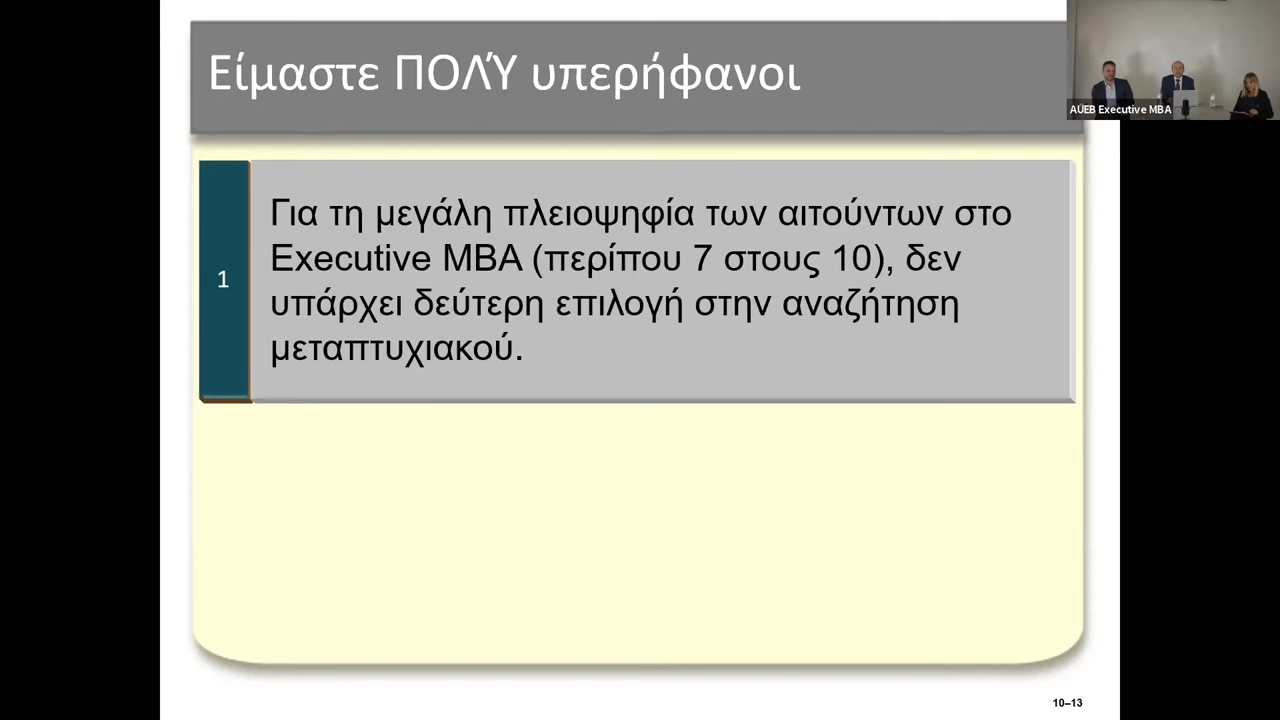 Είμαστε ΠΟΛΎ υπερήφανοι
AUEB Executive MBA
1
Για τη μεγάλη πλειοψηφία των αιτούντων στο
Executive MBA (περίπου 7 στους 10), δεν
υπάρχει δεύτερη επιλογή στην αναζήτηση
μεταπτυχιακού.
10–13